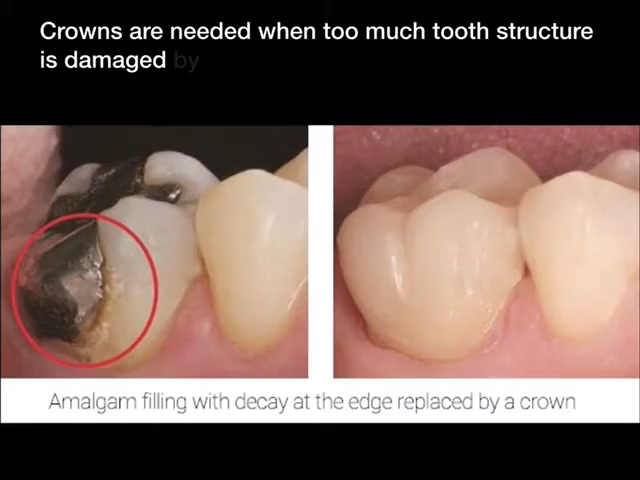 Crowns are needed when too much tooth structure
is damaged by
Amalgam filling with decay at the edge replaced by a crown